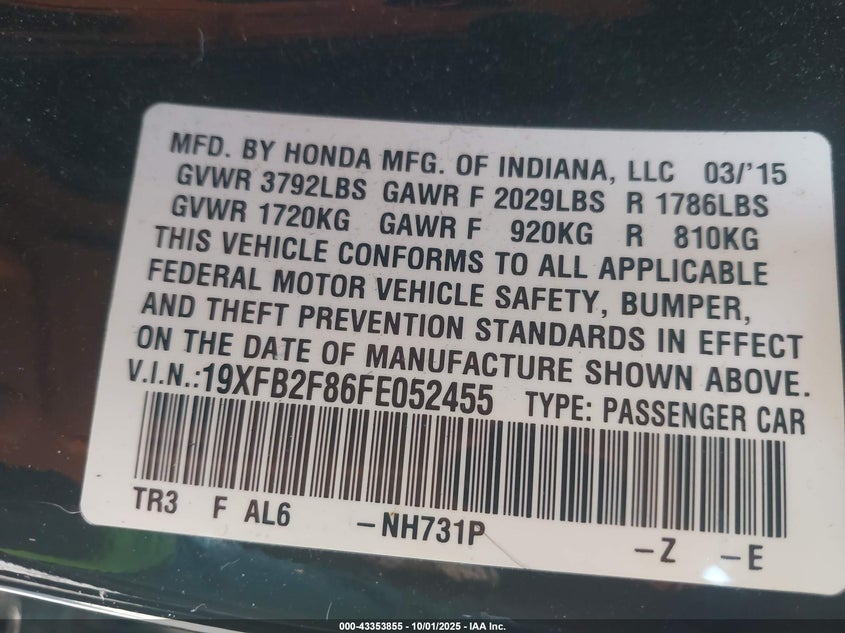 MFD. BY HONDA MFG. OF INDIANA, LLC 03/'15
GVWR 3792LBS GAWR F 2029LBS R 1786LBS
GVWR 1720KG GAWR F 920KG R 810KG
THIS VEHICLE CONFORMS TO ALL APPLICABLE
FEDERAL MOTOR VEHICLE SAFETY, BUMPER,
AND THEFT PREVENTION STANDARDS IN EFFECT
ON THE DATE OF MANUFACTURE SHOWN ABOVE.
V.I.N.:19XFB2F86FE052455 TYPE: PASSENGER CAR
TR3 F AL6 -NH731P -Z -E
000-43353855 - 10/01/2025 - IAA Inc.